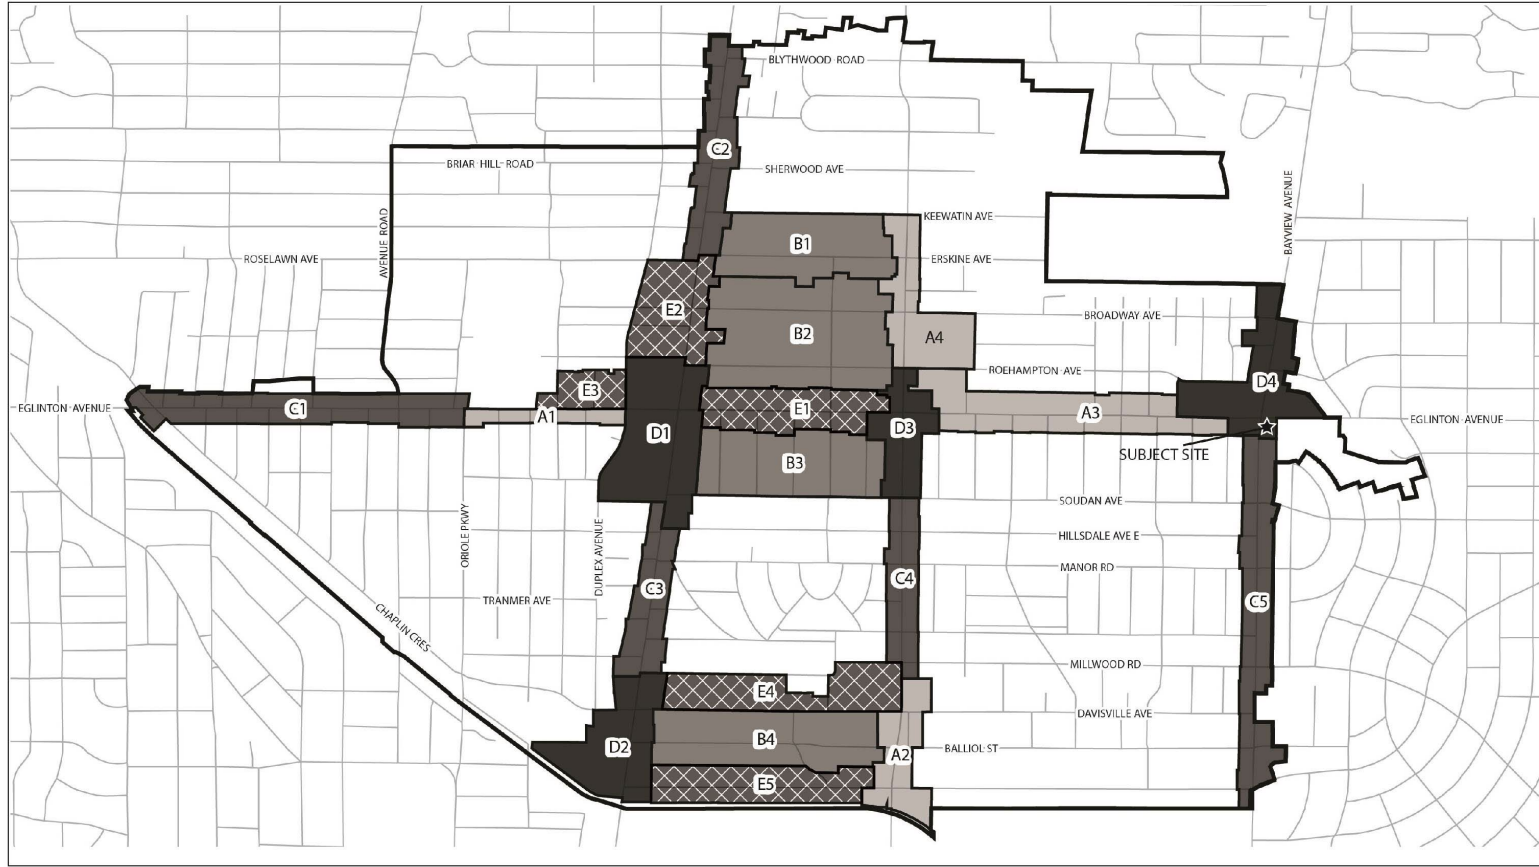 BLYTHWOOD ROAD
C2
BRIAR HILL ROAD
SHERWOOD AVE
BAYVIEW AVENUE
KEEWATIN AVE
AVENUE ROAD
B1
ROSELAWN AVE
ERSKINE AVE
E2
BROADWAY AVE
B2
A4
ROEHAMPTON AVE
D4
E3
EGLINTON AVENUE
C1
A1
E1
A3
EGLINTON AVENUE
D1
D3
SUBJECT SITE
B3
SOUDAN AVE
ORIOLE PKWY
HILLSDALE AVE E
DUPLEX AVENUE
MANOR RD
C3
C4
TRANMER AVE
C5
CHAPLIN CRES
MILLWOOD RD
E4
DAVISVILLE AVE
B4
D2
A2
BALLIOL ST
E5